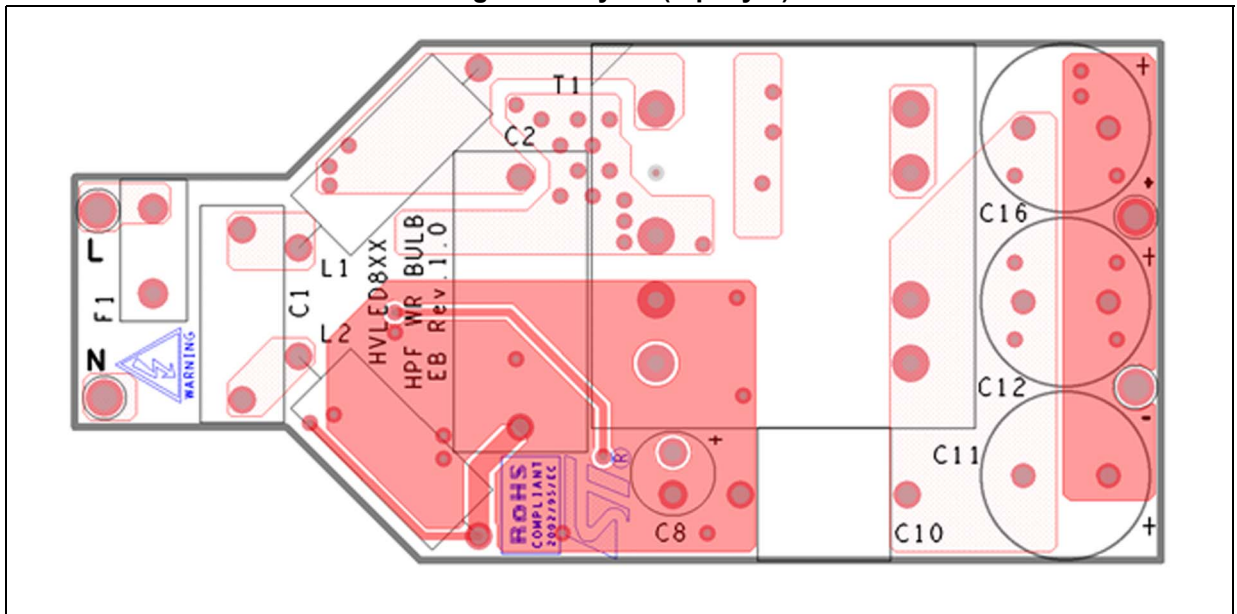 T1
C2
C16
L
F1
C1
L1
L2
HVLED8XX
HPF WR BULB
EB Rev.1.0
N
WARNING
C12
C11
RoHS
COMPLIANT
2002/95/EC
ST
®
C8
C10
+
+
+
+
-